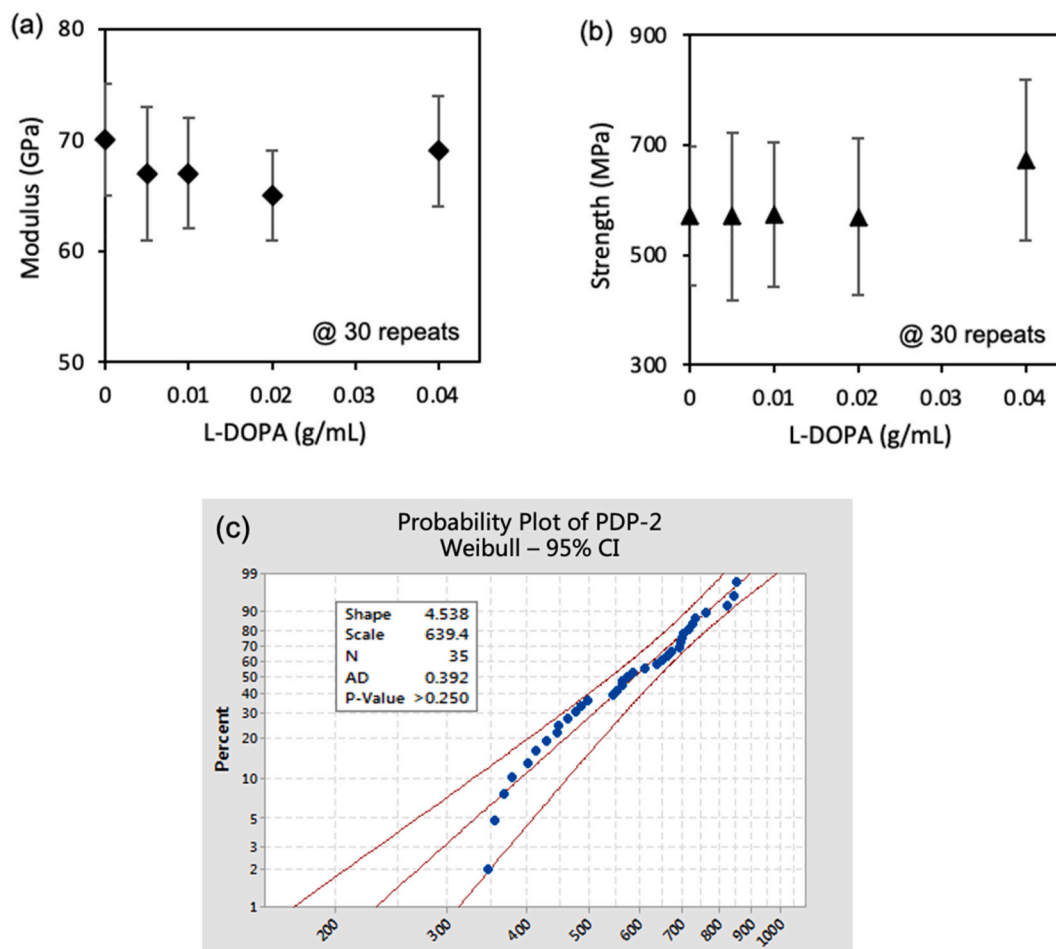 (a)
80
70
60
50
Modulus (GPa)
@ 30 repeats
0 0.01 0.02 0.03 0.04
L-DOPA (g/mL)
(b)
900
700
500
300
Strength (MPa)
@ 30 repeats
0 0.01 0.02 0.03 0.04
L-DOPA (g/mL)
(c)
Probability Plot of PDP-2
Weibull – 95% CI
Shape 4.538
Scale 639.4
N 35
AD 0.392
P-Value >0.250
99
90
80
70
60
50
40
30
20
10
5
3
2
1
Percent
200 300 400 500 600 700 800 900 1000